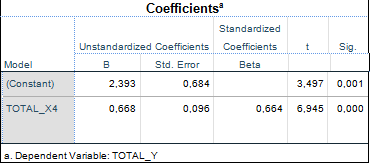 Coefficientsa
Unstandardized Coefficients Standardized Coefficients
Model B Std. Error Beta t Sig.
(Constant) 2,393 0,684 3,497 0,001
TOTAL_X4 0,668 0,096 0,664 6,945 0,000
a. Dependent Variable: TOTAL_Y